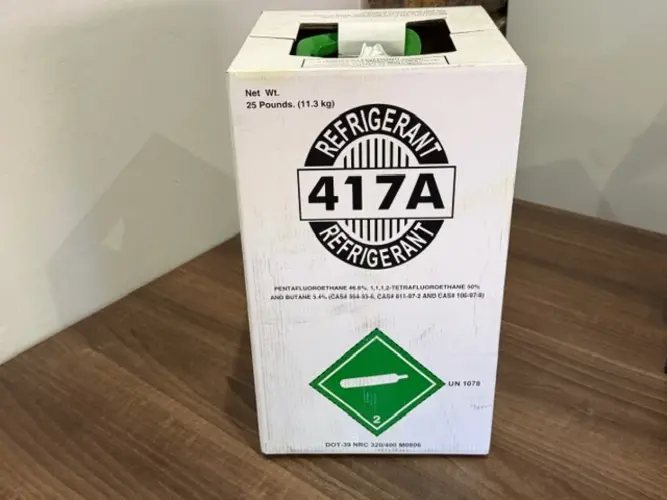 Net Wt.
25 Pounds. (11.3 kg)
REFRIGERANT
417A
REFRIGERANT
PENTAFLUOROETHANE 46.6%, 1,1,1,2-TETRAFLUOROETHANE 50%
AND BUTANE 3.4% (CAS# 354-33-6, CAS# 811-97-2 AND CAS# 106-97-8)
UN 1078
2
DOT-39 NRC 320/400 M0806